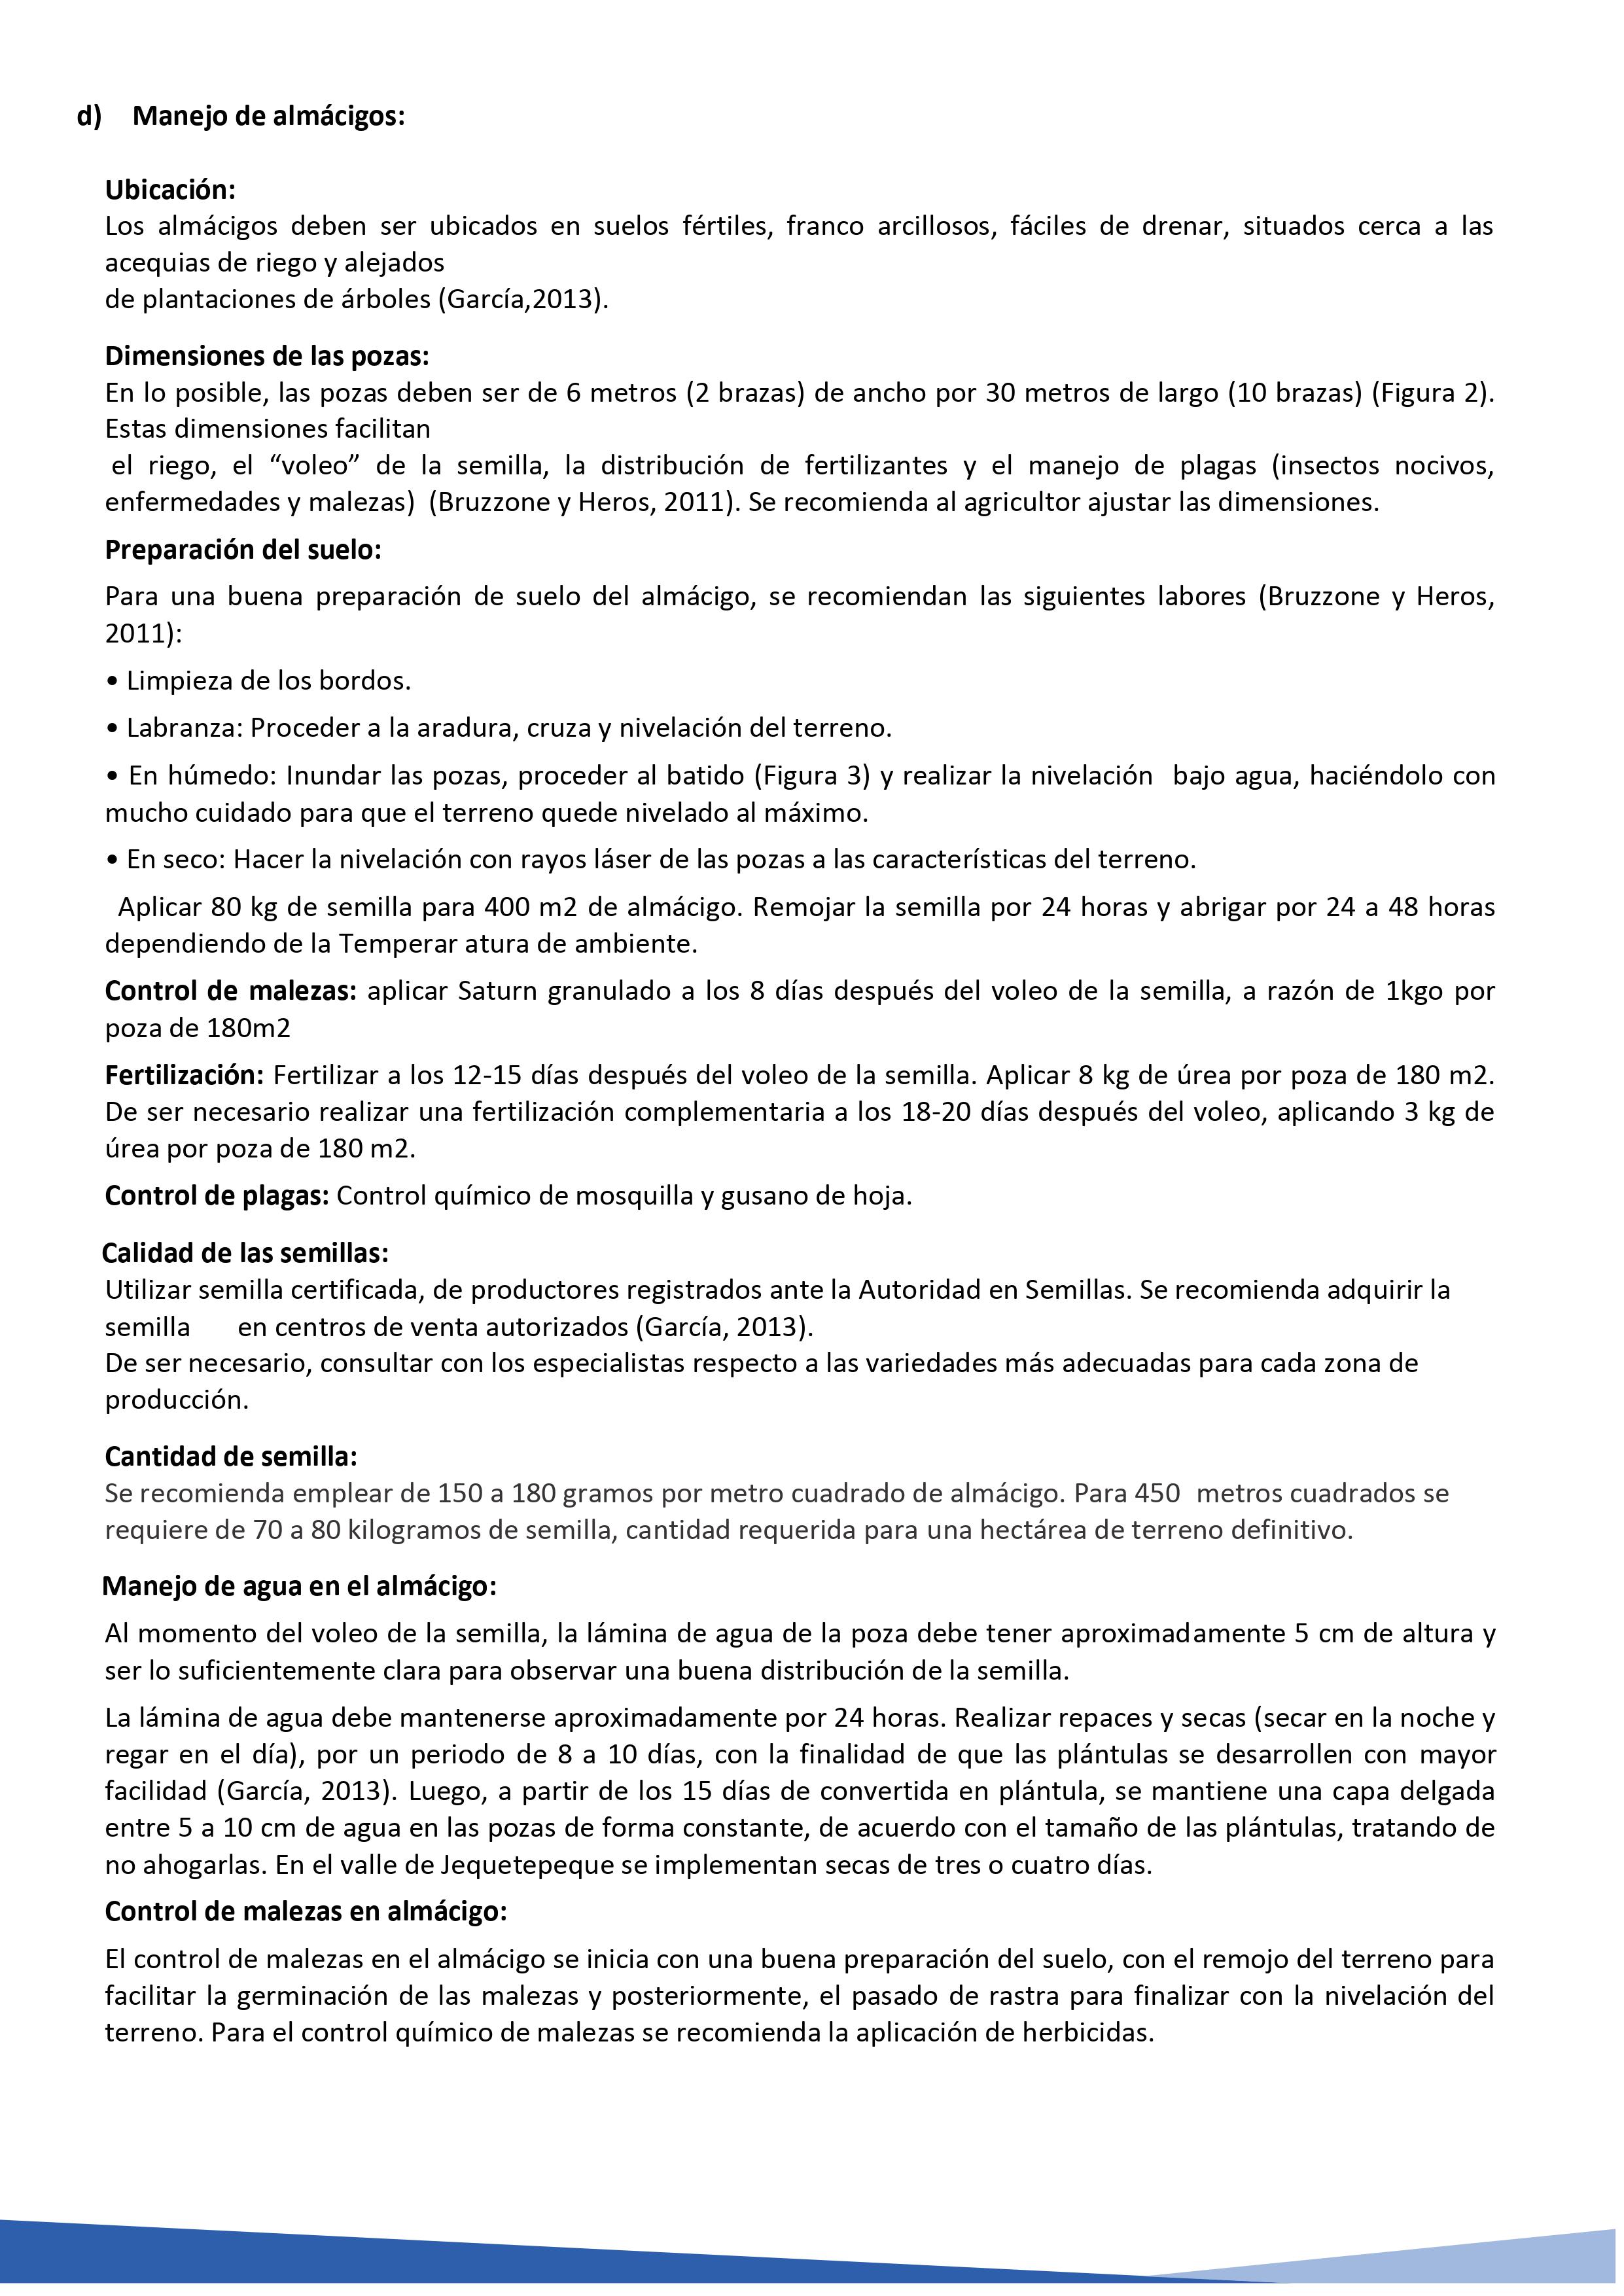 d) Manejo de almácigos:
Ubicación:
Los almácigos deben ser ubicados en suelos fértiles, franco arcillosos, fáciles de drenar, situados cerca a las
acequias de riego y alejados
de plantaciones de árboles (García,2013).
Dimensiones de las pozas:
En lo posible, las pozas deben ser de 6 metros (2 brazas) de ancho por 30 metros de largo (10 brazas) (Figura 2).
Estas dimensiones facilitan
el riego, el “voleo” de la semilla, la distribución de fertilizantes y el manejo de plagas (insectos nocivos,
enfermedades y malezas) (Bruzzone y Heros, 2011). Se recomienda al agricultor ajustar las dimensiones.
Preparación del suelo:
Para una buena preparación de suelo del almácigo, se recomiendan las siguientes labores (Bruzzone y Heros,
2011):
• Limpieza de los bordos.
• Labranza: Proceder a la aradura, cruza y nivelación del terreno.
• En húmedo: Inundar las pozas, proceder al batido (Figura 3) y realizar la nivelación bajo agua, haciéndolo con
mucho cuidado para que el terreno quede nivelado al máximo.
• En seco: Hacer la nivelación con rayos láser de las pozas a las características del terreno.
Aplicar 80 kg de semilla para 400 m2 de almácigo. Remojar la semilla por 24 horas y abrigar por 24 a 48 horas
dependiendo de la Temperar atura de ambiente.
Control de malezas: aplicar Saturn granulado a los 8 días después del voleo de la semilla, a razón de 1kgo por
poza de 180m2
Fertilización: Fertilizar a los 12-15 días después del voleo de la semilla. Aplicar 8 kg de úrea por poza de 180 m2.
De ser necesario realizar una fertilización complementaria a los 18-20 días después del voleo, aplicando 3 kg de
úrea por poza de 180 m2.
Control de plagas: Control químico de mosquilla y gusano de hoja.
Calidad de las semillas:
Utilizar semilla certificada, de productores registrados ante la Autoridad en Semillas. Se recomienda adquirir la
semilla en centros de venta autorizados (García, 2013).
De ser necesario, consultar con los especialistas respecto a las variedades más adecuadas para cada zona de
producción.
Cantidad de semilla:
Se recomienda emplear de 150 a 180 gramos por metro cuadrado de almácigo. Para 450 metros cuadrados se
requiere de 70 a 80 kilogramos de semilla, cantidad requerida para una hectárea de terreno definitivo.
Manejo de agua en el almácigo:
Al momento del voleo de la semilla, la lámina de agua de la poza debe tener aproximadamente 5 cm de altura y
ser lo suficientemente clara para observar una buena distribución de la semilla.
La lámina de agua debe mantenerse aproximadamente por 24 horas. Realizar repaces y secas (secar en la noche y
regar en el día), por un periodo de 8 a 10 días, con la finalidad de que las plántulas se desarrollen con mayor
facilidad (García, 2013). Luego, a partir de los 15 días de convertida en plántula, se mantiene una capa delgada
entre 5 a 10 cm de agua en las pozas de forma constante, de acuerdo con el tamaño de las plántulas, tratando de
no ahogarlas. En el valle de Jequetepeque se implementan secas de tres o cuatro días.
Control de malezas en almácigo:
El control de malezas en el almácigo se inicia con una buena preparación del suelo, con el remojo del terreno para
facilitar la germinación de las malezas y posteriormente, el pasado de rastra para finalizar con la nivelación del
terreno. Para el control químico de malezas se recomienda la aplicación de herbicidas.